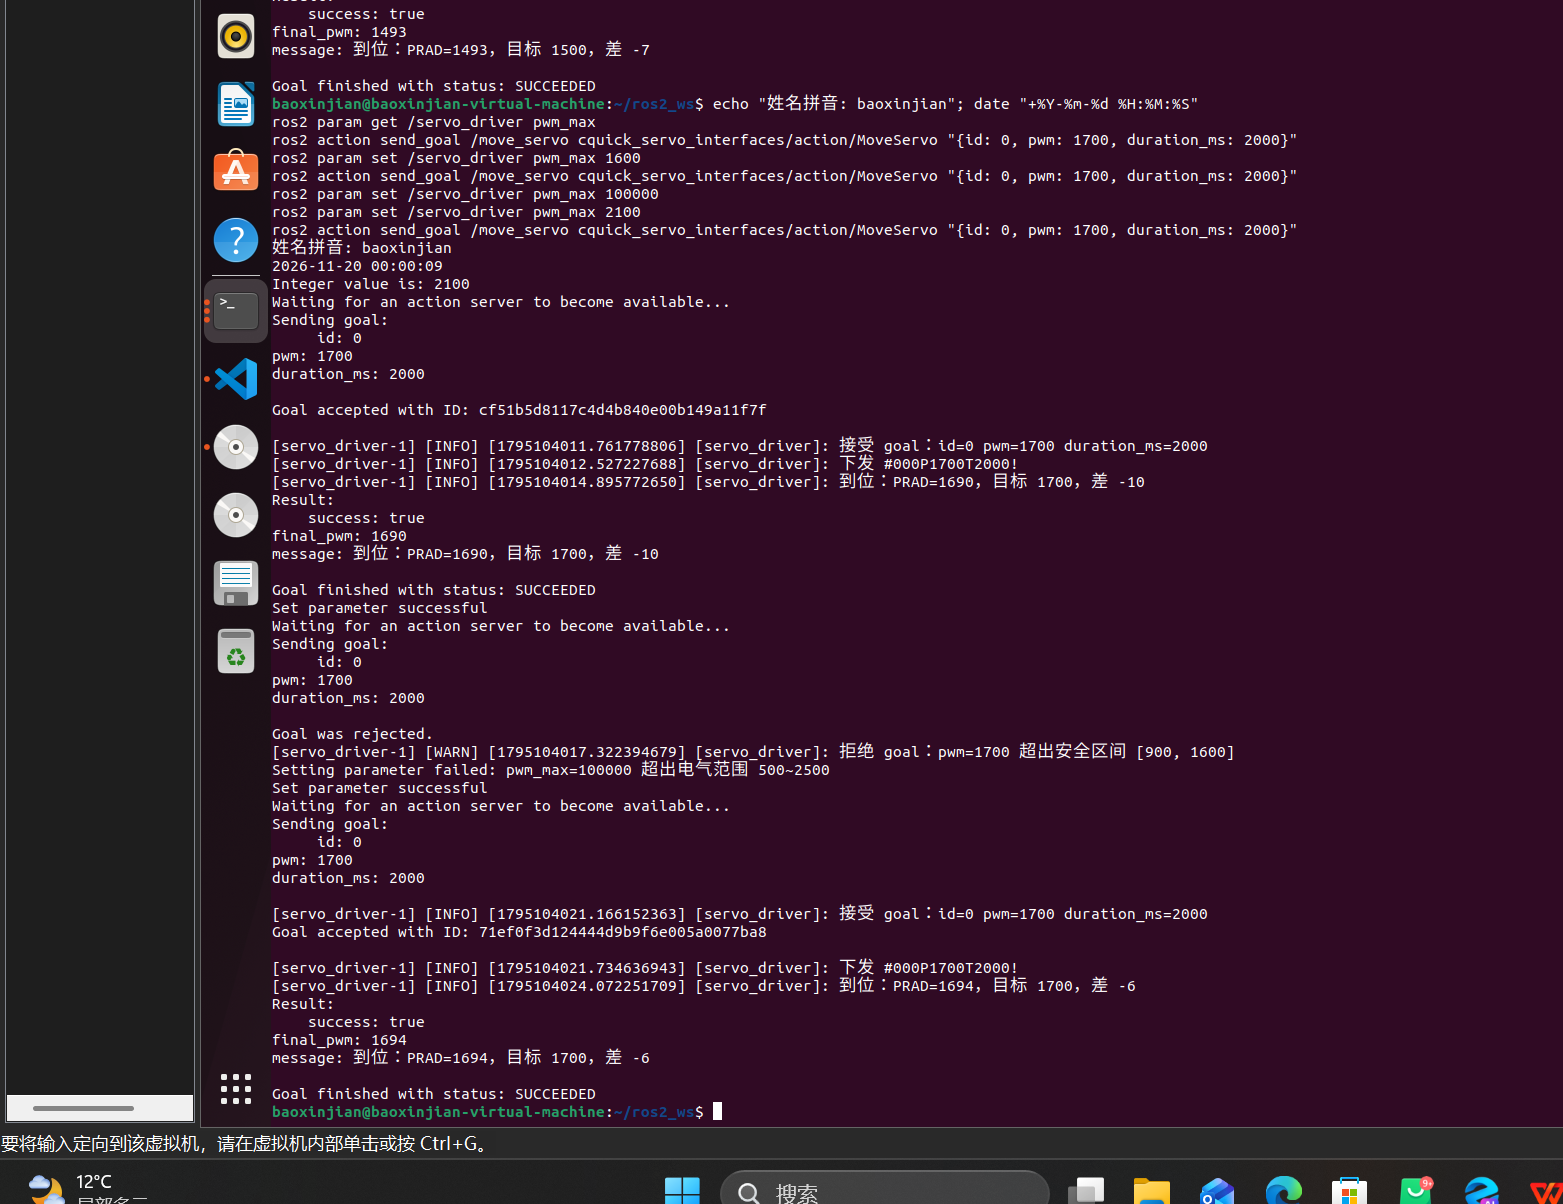 success: true
final_pwm: 1493
message: 到位：PRAD=1493，目标 1500，差 -7
Goal finished with status: SUCCEEDED
baoxinjian@baoxinjian-virtual-machine:~/ros2_ws$ echo "姓名拼音: baoxinjian"; date "+%Y-%m-%d %H:%M:%S"
ros2 param get /servo_driver pwm_max
ros2 action send_goal /move_servo cquick_servo_interfaces/action/MoveServo "{id: 0, pwm: 1700, duration_ms: 2000}"
ros2 param set /servo_driver pwm_max 1600
ros2 action send_goal /move_servo cquick_servo_interfaces/action/MoveServo "{id: 0, pwm: 1700, duration_ms: 2000}"
ros2 param set /servo_driver pwm_max 100000
ros2 param set /servo_driver pwm_max 2100
ros2 action send_goal /move_servo cquick_servo_interfaces/action/MoveServo "{id: 0, pwm: 1700, duration_ms: 2000}"
姓名拼音: baoxinjian
2026-11-20 00:00:09
Integer value is: 2100
Waiting for an action server to become available...
Sending goal:
id: 0
pwm: 1700
duration_ms: 2000
Goal accepted with ID: cf51b5d8117c4d4b840e00b149a11f7f
[servo_driver-1] [INFO] [1795104011.761778806] [servo_driver]: 接受 goal：id=0 pwm=1700 duration_ms=2000
[servo_driver-1] [INFO] [1795104012.527227688] [servo_driver]: 下发 #000P1700T2000!
[servo_driver-1] [INFO] [1795104014.895772650] [servo_driver]: 到位：PRAD=1690，目标 1700，差 -10
Result:
success: true
final_pwm: 1690
message: 到位：PRAD=1690，目标 1700，差 -10
Goal finished with status: SUCCEEDED
Set parameter successful
Waiting for an action server to become available...
Sending goal:
id: 0
pwm: 1700
duration_ms: 2000
Goal was rejected.
[servo_driver-1] [WARN] [1795104017.322394679] [servo_driver]: 拒绝 goal：pwm=1700 超出安全区间 [900, 1600]
Setting parameter failed: pwm_max=100000 超出电气范围 500~2500
Set parameter successful
Waiting for an action server to become available...
Sending goal:
id: 0
pwm: 1700
duration_ms: 2000
[servo_driver-1] [INFO] [1795104021.166152363] [servo_driver]: 接受 goal：id=0 pwm=1700 duration_ms=2000
Goal accepted with ID: 71ef0f3d124444d9b9f6e005a0077ba8
[servo_driver-1] [INFO] [1795104021.734636943] [servo_driver]: 下发 #000P1700T2000!
[servo_driver-1] [INFO] [1795104024.072251709] [servo_driver]: 到位：PRAD=1694，目标 1700，差 -6
Result:
success: true
final_pwm: 1694
message: 到位：PRAD=1694，目标 1700，差 -6
Goal finished with status: SUCCEEDED
baoxinjian@baoxinjian-virtual-machine:~/ros2_ws$
要将输入定向到该虚拟机，请在虚拟机内部单击或按 Ctrl+G。
12°C
搜索
9+